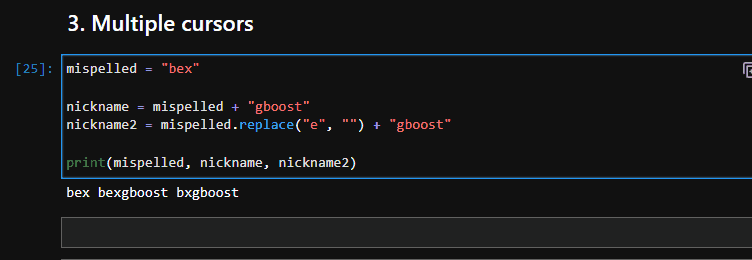 3. Multiple cursors
[25]:
mispelled = "bex"
nickname = mispelled + "gboost"
nickname2 = mispelled.replace("e", "") + "gboost"
print(mispelled, nickname, nickname2)
bex bexgboost bxgboost